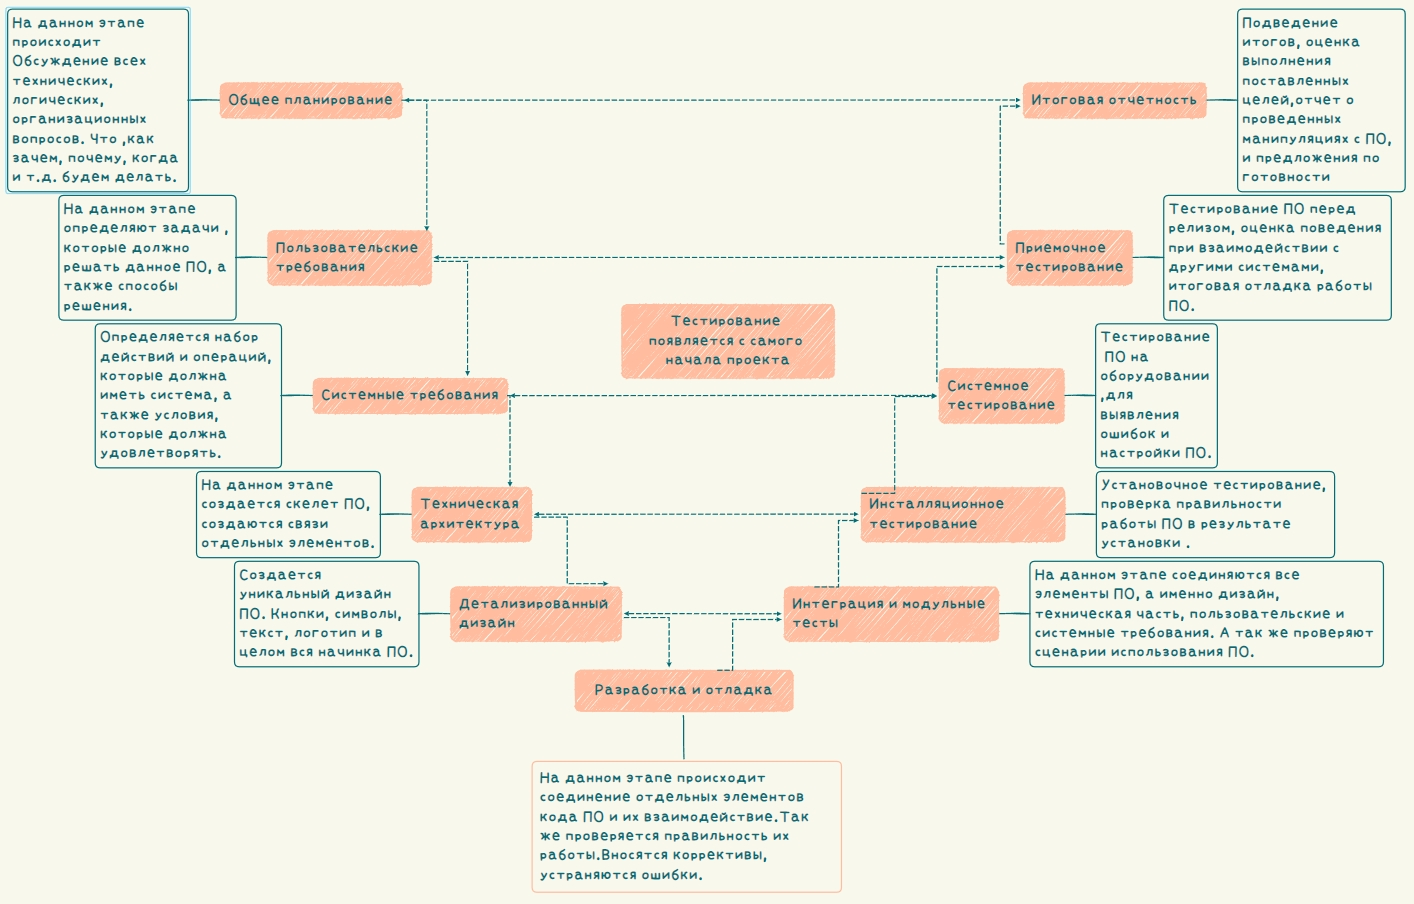 На данном этапе
происходит
Обсуждение всех
технических,
логических,
организационных
вопросов. Что ,как
зачем, почему, когда
и т.д. будем делать.
Общее планирование
Итоговая отчетность
Подведение
итогов, оценка
выполнения
поставленных
целей,отчет о
проведенных
манипуляциях с ПО,
и предложения по
готовности
На данном этапе
определяют задачи ,
которые должно
решать данное ПО, а
также способы
решения.
Пользовательские
требования
Приемочное
тестирование
Тестирование ПО перед
релизом, оценка поведения
при взаимодействии с
другими системами,
итоговая отладка работы
ПО.
Тестирование
появляется с самого
начала проекта
Определяется набор
действий и операций,
которые должна
иметь система, а
также условия,
которые должна
удовлетворять.
Системные требования
Системное
тестирование
Тестирование
ПО на
оборудовании
,для
выявления
ошибок и
настройки ПО.
На данном этапе
создается скелет ПО,
создаются связи
отдельных элементов.
Техническая
архитектура
Инсталляционное
тестирование
Установочное тестирование,
проверка правильности
работы ПО в результате
установки .
Создается
уникальный дизайн
ПО. Кнопки, символы,
текст, логотип и в
целом вся начинка ПО.
Детализированный
дизайн
Интеграция и модульные
тесты
На данном этапе соединяются все
элементы ПО, а именно дизайн,
техническая часть, пользовательские и
системные требования. А так же проверяют
сценарии использования ПО.
Разработка и отладка
На данном этапе происходит
соединение отдельных элементов
кода ПО и их взаимодействие.Так
же проверяется правильность их
работы.Вносятся коррективы,
устраняются ошибки.